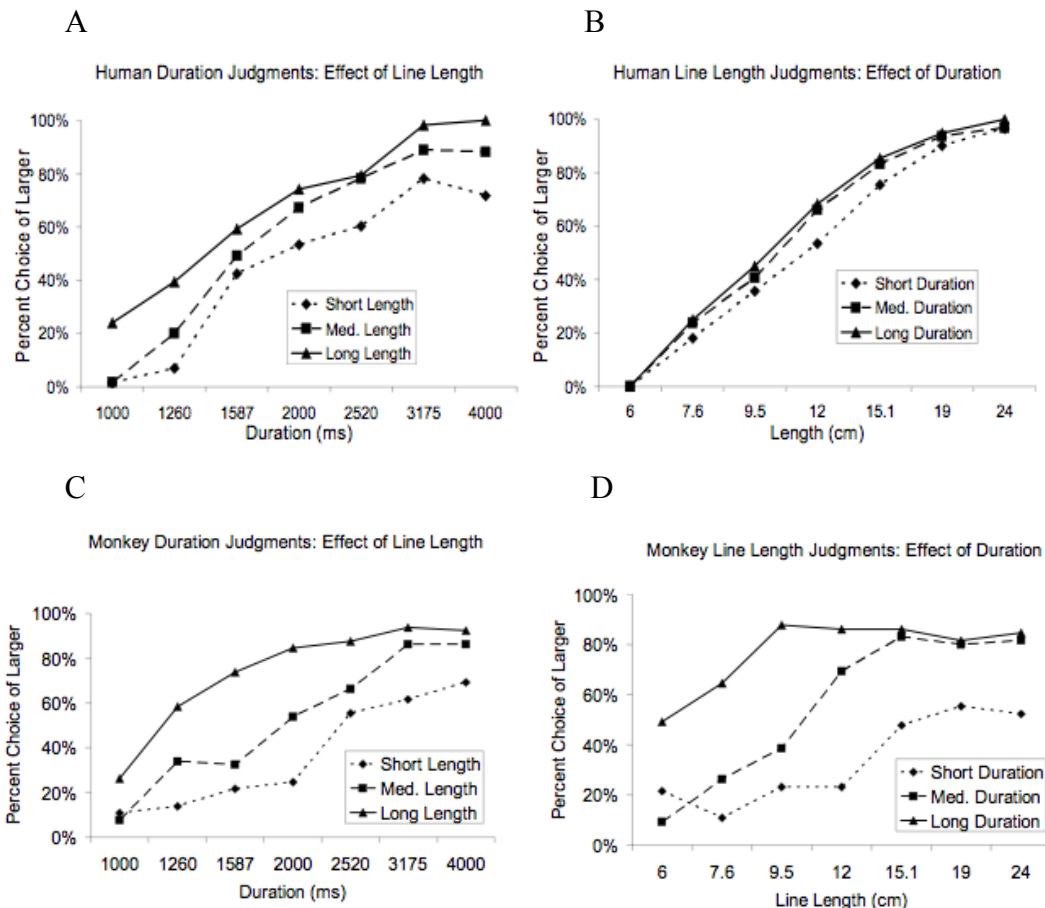 A
B
Human Duration Judgments: Effect of Line Length
Human Line Length Judgments: Effect of Duration
Percent Choice of Larger
100%
80%
60%
40%
20%
0%
Short Length
Med. Length
Long Length
1000 1260 1587 2000 2520 3175 4000
Duration (ms)
Percent Choice of Larger
100%
80%
60%
40%
20%
0%
Short Duration
Med. Duration
Long Duration
6 7.6 9.5 12 15.1 19 24
Length (cm)
C
D
Monkey Duration Judgments: Effect of Line Length
Monkey Line Length Judgments: Effect of Duration
Percent Choice of Larger
100%
80%
60%
40%
20%
0%
Short Length
Med. Length
Long Length
1000 1260 1587 2000 2520 3175 4000
Duration (ms)
Percent Choice of Larger
100%
80%
60%
40%
20%
0%
Short Duration
Med. Duration
Long Duration
6 7.6 9.5 12 15.1 19 24
Line Length (cm)